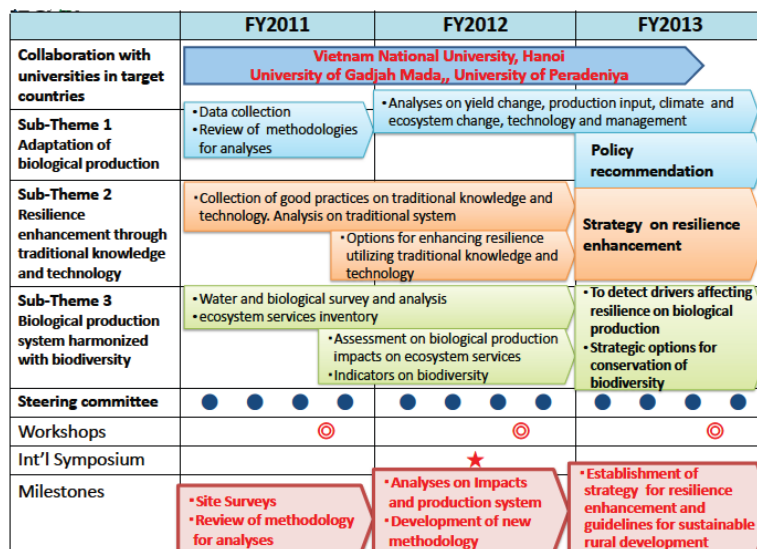 FY2011
FY2012
FY2013
Collaboration with
universities in target
countries
Vietnam National University, Hanoi
University of Gadjah Mada,, University of Peradeniya
Sub-Theme 1
Adaptation of
biological production
•Data collection
•Review of methodologies
for analyses
•Analyses on yield change, production input, climate and
ecosystem change, technology and management
Policy
recommendation
Sub-Theme 2
Resilience
enhancement through
traditional knowledge
and technology
•Collection of good practices on traditional knowledge and
technology. Analysis on traditional system
•Options for enhancing resilience
utilizing traditional knowledge and
technology
Strategy on resilience
enhancement
Sub-Theme 3
Biological production
system harmonized
with biodiversity
•Water and biological survey and analysis
•ecosystem services inventory
•Assessment on biological production
impacts on ecosystem services
•Indicators on biodiversity
•To detect drivers affecting
resilience on biological
production
•Strategic options for
conservation of
biodiversity
Steering committee
Workshops
Int'l Symposium
Milestones
•Site Surveys
•Review of methodology
for analyses
•Analyses on Impacts
and production system
•Development of new
methodology
•Establishment of
strategy for resilience
enhancement and
guidelines for sustainable
rural development